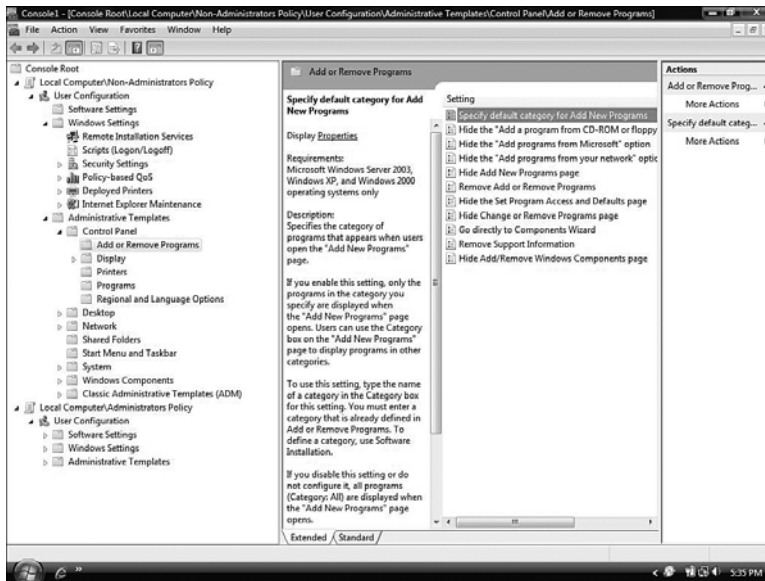 Console1 - [Console Root\Local Computer\Non-Administrators Policy\User Configuration\Administrative Templates\Control Panel\Add or Remove Programs]
File Action View Favorites Window Help
Console Root
Local Computer\Non-Administrators Policy
User Configuration
Software Settings
Windows Settings
Remote Installation Services
Scripts (Logon/Logoff)
Security Settings
Policy-based QoS
Deployed Printers
Internet Explorer Maintenance
Administrative Templates
Control Panel
Add or Remove Programs
Display
Printers
Programs
Regional and Language Options
Desktop
Network
Shared Folders
Start Menu and Taskbar
System
Windows Components
Classic Administrative Templates (ADM)
Local Computer\Administrators Policy
User Configuration
Software Settings
Windows Settings
Administrative Templates
Add or Remove Programs
Specify default category for Add
New Programs
Display Properties
Requirements:
Microsoft Windows Server 2003,
Windows XP, and Windows 2000
operating systems only
Description:
Specifies the category of
programs that appears when users
open the "Add New Programs"
page.
If you enable this setting, only the
programs in the category you
specify are displayed when
the "Add New Programs" page
opens. Users can use the Category
box on the "Add New Programs"
page to display programs in other
categories.
To use this setting, type the name
of a category in the Category box
for this setting. You must enter a
category that is already defined in
Add or Remove Programs. To
define a category, use Software
Installation.
If you disable this setting or do
not configure it, all programs
(Category: All) are displayed when
the "Add New Programs" page
opens.
Setting
Specify default category for Add New Programs
Hide the "Add a program from CD-ROM or floppy
Hide the "Add programs from Microsoft" option
Hide the "Add programs from your network" optic
Hide Add New Programs page
Remove Add or Remove Programs
Hide the Set Program Access and Defaults page
Hide Change or Remove Programs page
Go directly to Components Wizard
Remove Support Information
Hide Add/Remove Windows Components page
Extended Standard
Actions
Add or Remove Prog...
More Actions
Specify default categ...
More Actions
5:35 PM